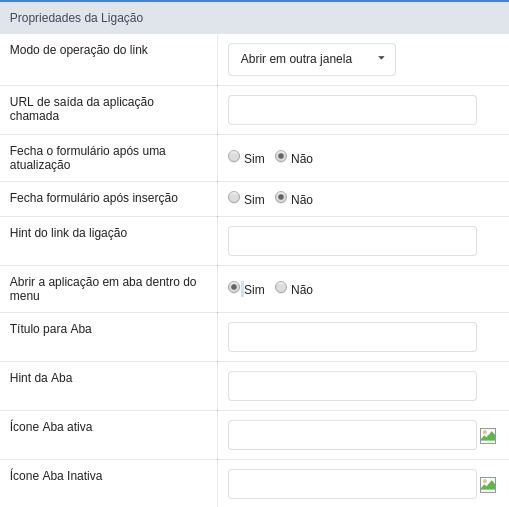 Propriedades da Ligação
Modo de operação do link
Abrir em outra janela
URL de saída da aplicação
chamada
Fecha o formulário após uma
atualização
Sim Não
Fecha formulário após inserção
Sim Não
Hint do link da ligação
Abrir a aplicação em aba dentro do
menu
Sim Não
Título para Aba
Hint da Aba
Ícone Aba ativa
Ícone Aba Inativa